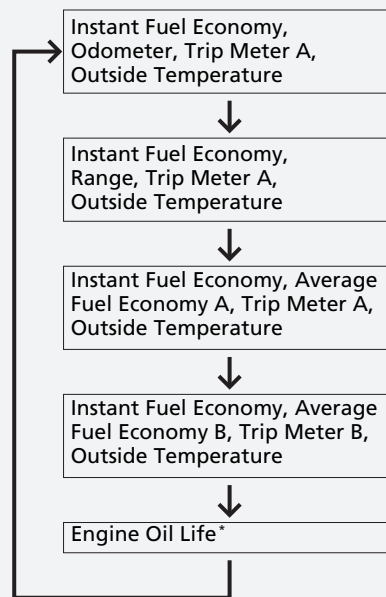 Instant Fuel Economy,
Odometer, Trip Meter A,
Outside Temperature
Instant Fuel Economy,
Range, Trip Meter A,
Outside Temperature
Instant Fuel Economy, Average
Fuel Economy A, Trip Meter A,
Outside Temperature
Instant Fuel Economy, Average
Fuel Economy B, Trip Meter B,
Outside Temperature
Engine Oil Life*